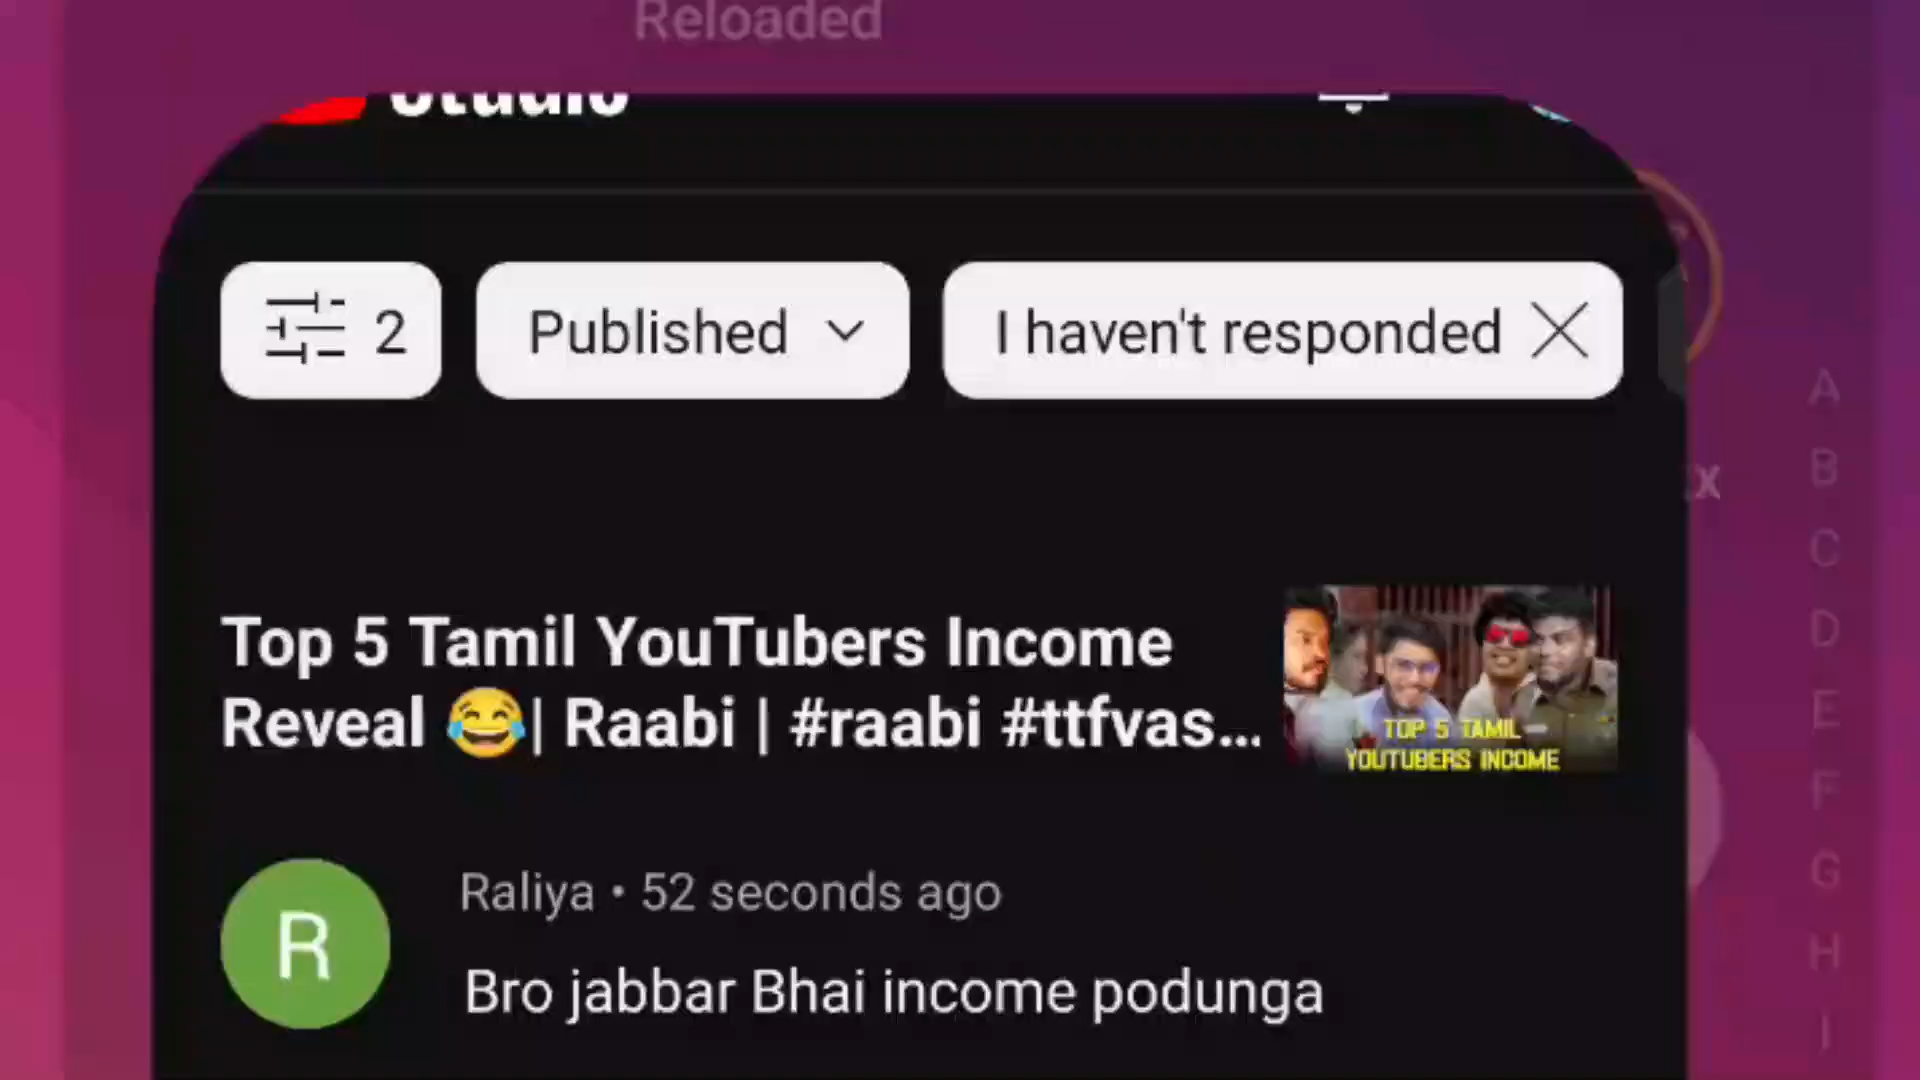 Reloaded
Studio
2
Published
I haven't responded
A
B
C
D
E
F
G
H
I
Top 5 Tamil YouTubers Income
Reveal 😂| Raabi | #raabi #ttfvas...
TOP 5 TAMIL
YOUTUBERS INCOME
R
Raliya • 52 seconds ago
Bro jabbar Bhai income podunga